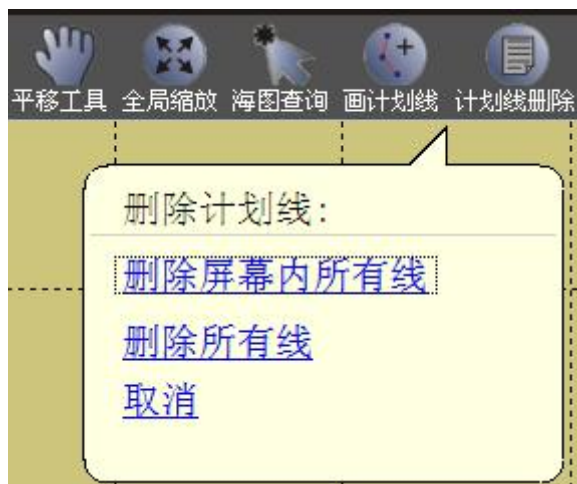 平移工具 全局缩放 海图查询 画计划线 计划线删除
删除计划线:
删除屏幕内所有线
删除所有线
取消